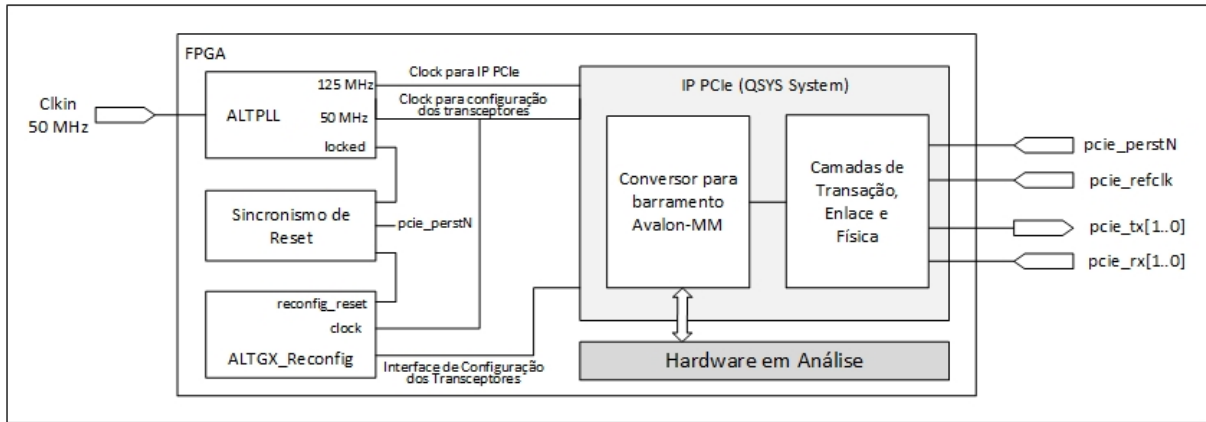 FPGA
Clkin
50 MHz
125 MHz
ALTPLL
50 MHz
locked
Clock para IP PCIe
Clock para configuração
dos transceptores
Sincronismo de
Reset
pcie_perstN
reconfig_reset
clock
ALTGX_Reconfig
Interface de Configuração
dos Transceptores
IP PCIe (QSYS System)
Conversor para
barramento
Avalon-MM
Camadas de
Transação,
Enlace e
Física
Hardware em Análise
pcie_perstN
pcie_refclk
pcie_tx[1..0]
pcie_rx[1..0]